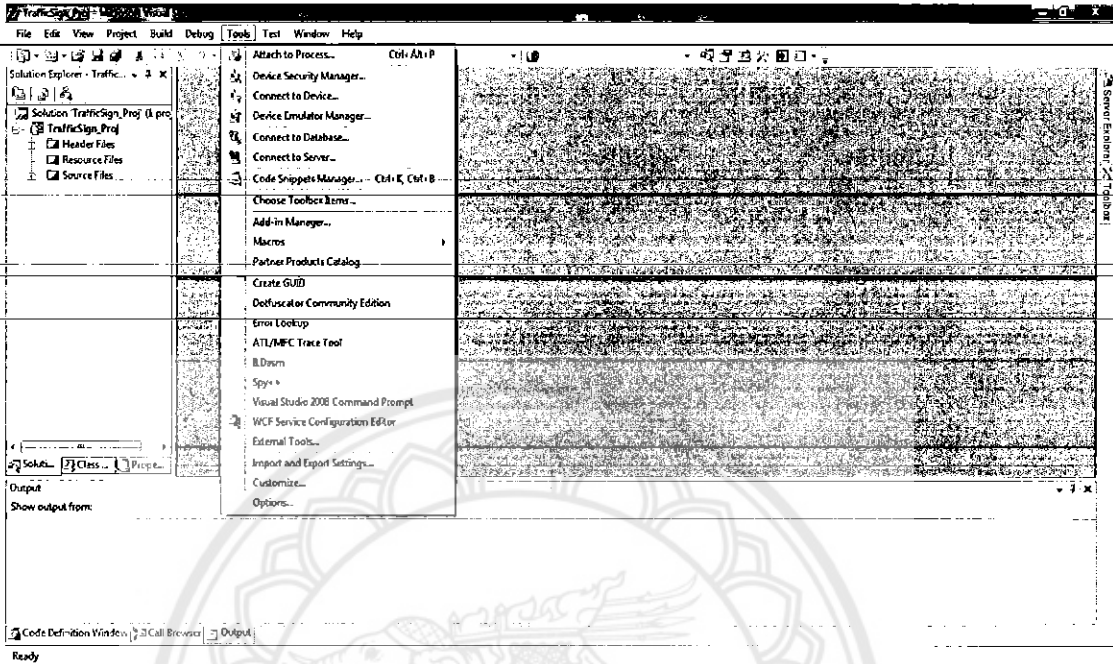 TrafficSign_Proj - Microsoft Visual
File Edit View Project Build Debug Tools Test Window Help
Solution Explorer - Traffic...
Solution 'TrafficSign_Proj' (1 pro
TrafficSign_Proj
Header Files
Resource Files
Source Files
Attach to Process... Ctrl+Alt+P
Device Security Manager...
Connect to Device...
Device Emulator Manager...
Connect to Database...
Connect to Server...
Code Snippets Manager... Ctrl+K, Ctrl+B
Choose Toolbox Items...
Add-in Manager...
Macros
Partner Products Catalog
Create GUID
Dotfuscator Community Edition
Error Lookup
ATL/MFC Trace Tool
ILDasm
Spy++
Visual Studio 2008 Command Prompt
WCF Service Configuration Editor
External Tools...
Import and Export Settings...
Customize...
Options...
Server Explorer
Toolbox
Soluti... Class ... Prope...
Output
Show output from:
Code Definition Window Call Browser Output
Ready